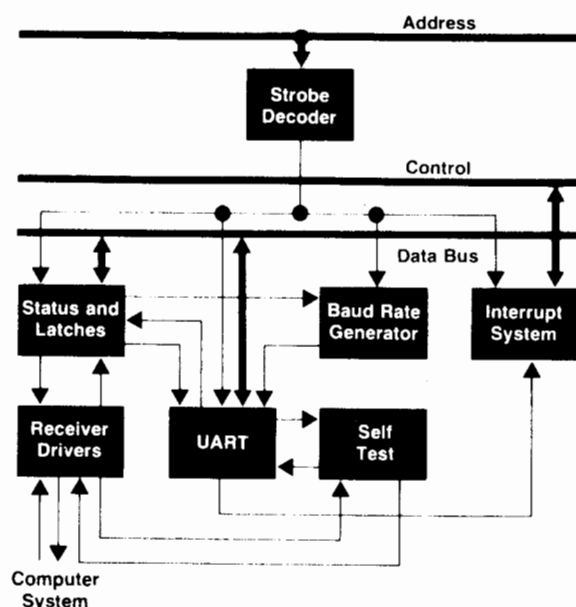 Address
Strobe
Decoder
Control
Data Bus
Status and
Latches
Baud Rate
Generator
Interrupt
System
Receiver
Drivers
UART
Self
Test
Computer
System